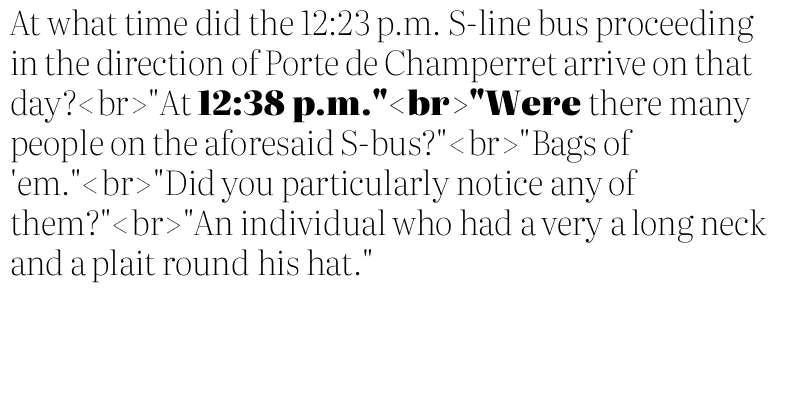 At what time did the 12:23 p.m. S-line bus proceeding
in the direction of Porte de Champerret arrive on that
day?<br>"At 12:38 p.m."<br>"Were there many
people on the aforesaid S-bus?"<br>"Bags of
'em."<br>"Did you particularly notice any of
them?"<br>"An individual who had a very a long neck
and a plait round his hat."